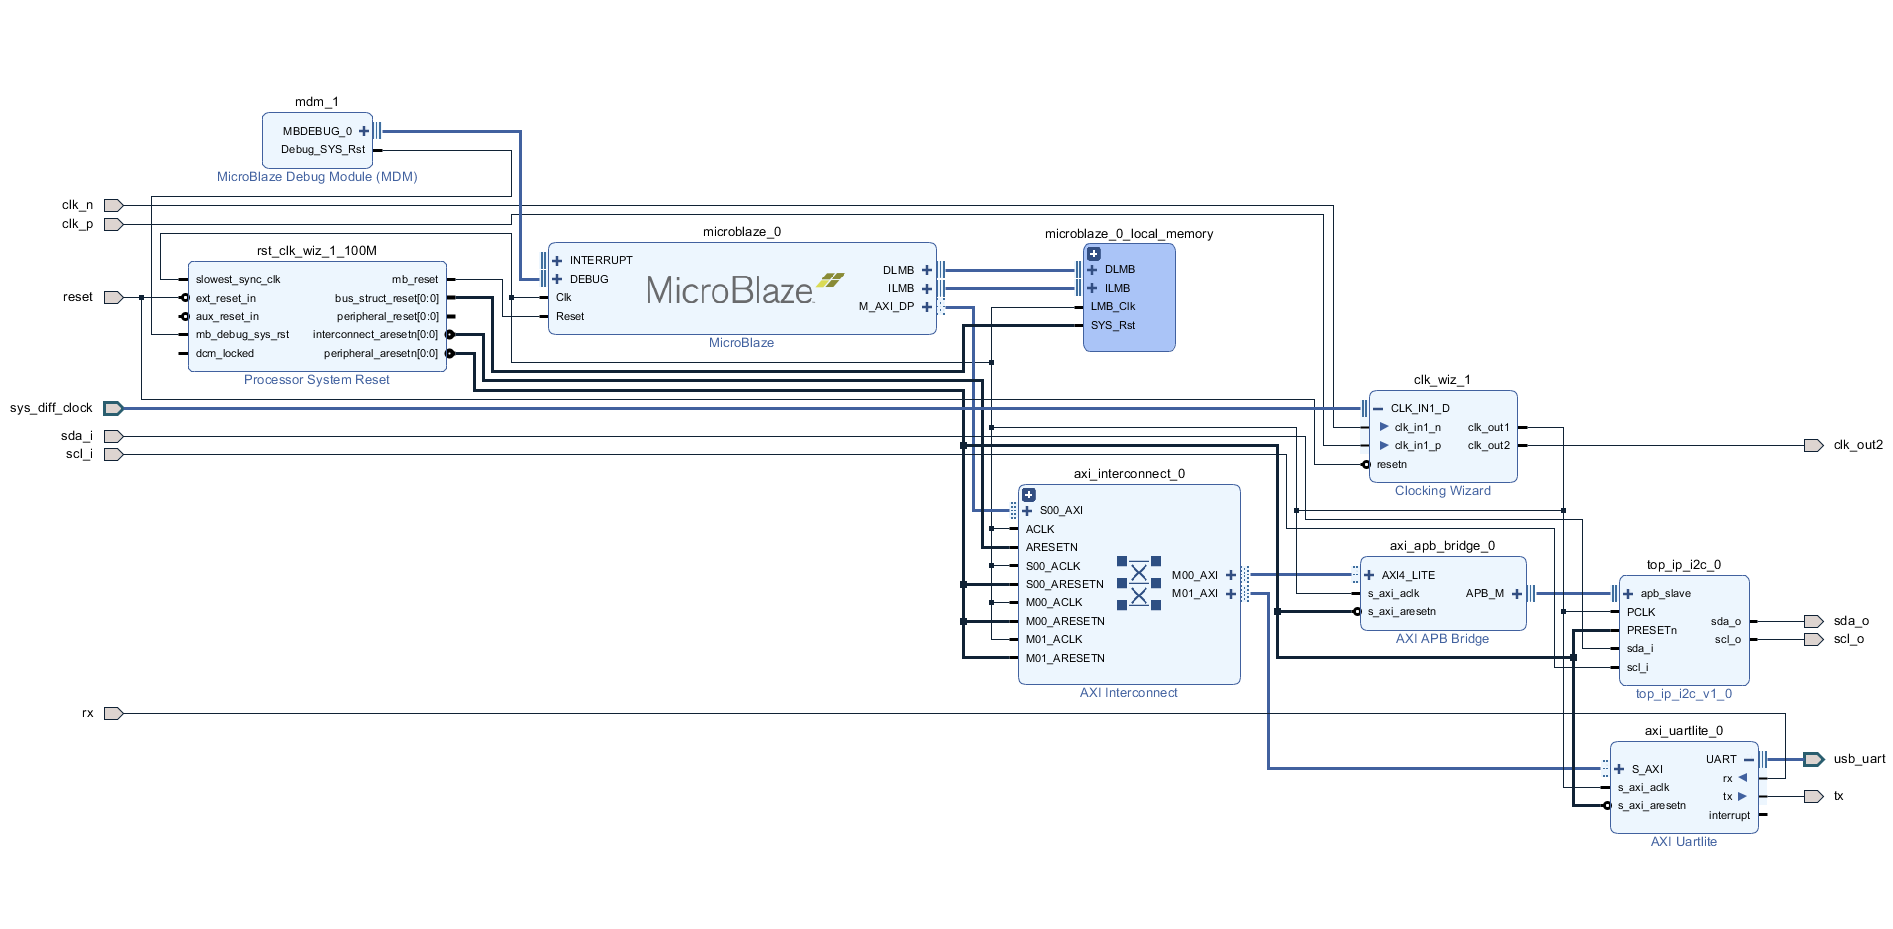 mdm_1
MBDEBUG_0
Debug_SYS_Rst
MicroBlaze Debug Module (MDM)
clk_n
clk_p
reset
sys_diff_clock
sda_i
scl_i
rx
rst_clk_wiz_1_100M
slowest_sync_clk
mb_reset
ext_reset_in
bus_struct_reset[0:0]
aux_reset_in
peripheral_reset[0:0]
mb_debug_sys_rst
interconnect_aresetn[0:0]
dcm_locked
peripheral_aresetn[0:0]
Processor System Reset
microblaze_0
INTERRUPT
DEBUG
Clk
Reset
MicroBlaze
DLMB
ILMB
M_AXI_DP
MicroBlaze
microblaze_0_local_memory
DLMB
ILMB
LMB_Clk
SYS_Rst
clk_wiz_1
CLK_IN1_D
clk_in1_n
clk_out1
clk_in1_p
clk_out2
resetn
Clocking Wizard
clk_out2
axi_interconnect_0
S00_AXI
ACLK
ARESETN
S00_ACLK
S00_ARESETN
M00_ACLK
M00_ARESETN
M01_ACLK
M01_ARESETN
M00_AXI
M01_AXI
AXI Interconnect
axi_apb_bridge_0
AXI4_LITE
s_axi_aclk
APB_M
s_axi_aresetn
AXI APB Bridge
top_ip_i2c_0
apb_slave
PCLK
PRESETn
sda_i
scl_i
sda_o
scl_o
top_ip_i2c_v1_0
sda_o
scl_o
axi_uartlite_0
UART
S_AXI
rx
s_axi_aclk
tx
s_axi_aresetn
interrupt
AXI Uartlite
usb_uart
tx